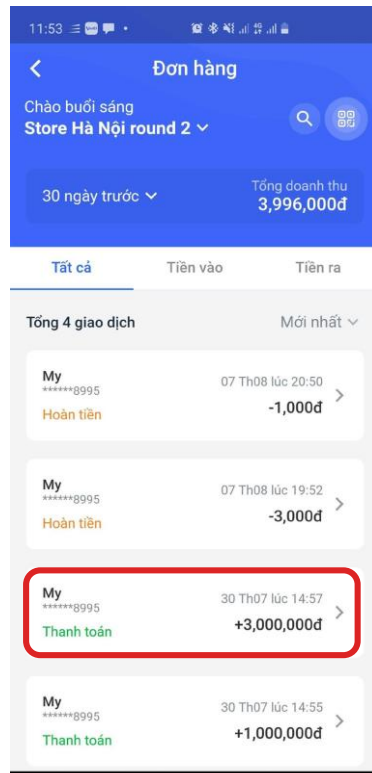 11:53
Đơn hàng
Chào buổi sáng
Store Hà Nội round 2
30 ngày trước
Tổng doanh thu
3,996,000đ
Tất cả Tiền vào Tiền ra
Tổng 4 giao dịch Mới nhất
My
******8995
Hoàn tiền
07 Th08 lúc 20:50
-1,000đ
My
******8995
Hoàn tiền
07 Th08 lúc 19:52
-3,000đ
My
******8995
Thanh toán
30 Th07 lúc 14:57
+3,000,000đ
My
******8995
Thanh toán
30 Th07 lúc 14:55
+1,000,000đ